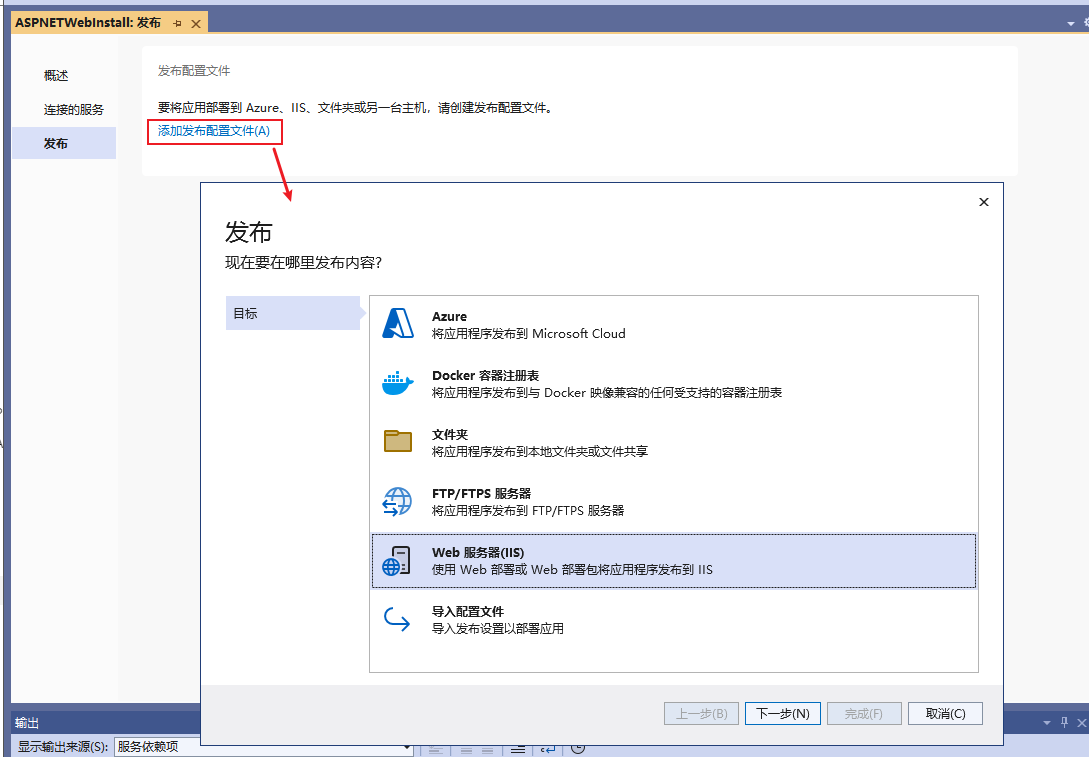 ASPNETWebInstall: 发布
概述
连接的服务
发布
发布配置文件
要将应用部署到 Azure、IIS、文件夹或另一台主机，请创建发布配置文件。
添加发布配置文件(A)
发布
现在要在哪里发布内容?
目标
Azure
将应用程序发布到 Microsoft Cloud
Docker 容器注册表
将应用程序发布到与 Docker 映像兼容的任何受支持的容器注册表
文件夹
将应用程序发布到本地文件夹或文件共享
FTP/FTPS 服务器
将应用程序发布到 FTP/FTPS 服务器
Web 服务器(IIS)
使用 Web 部署或 Web 部署包将应用程序发布到 IIS
导入配置文件
导入发布设置以部署应用
上一步(B)
下一步(N)
完成(F)
取消(C)
输出
显示输出来源(S):
服务依赖项